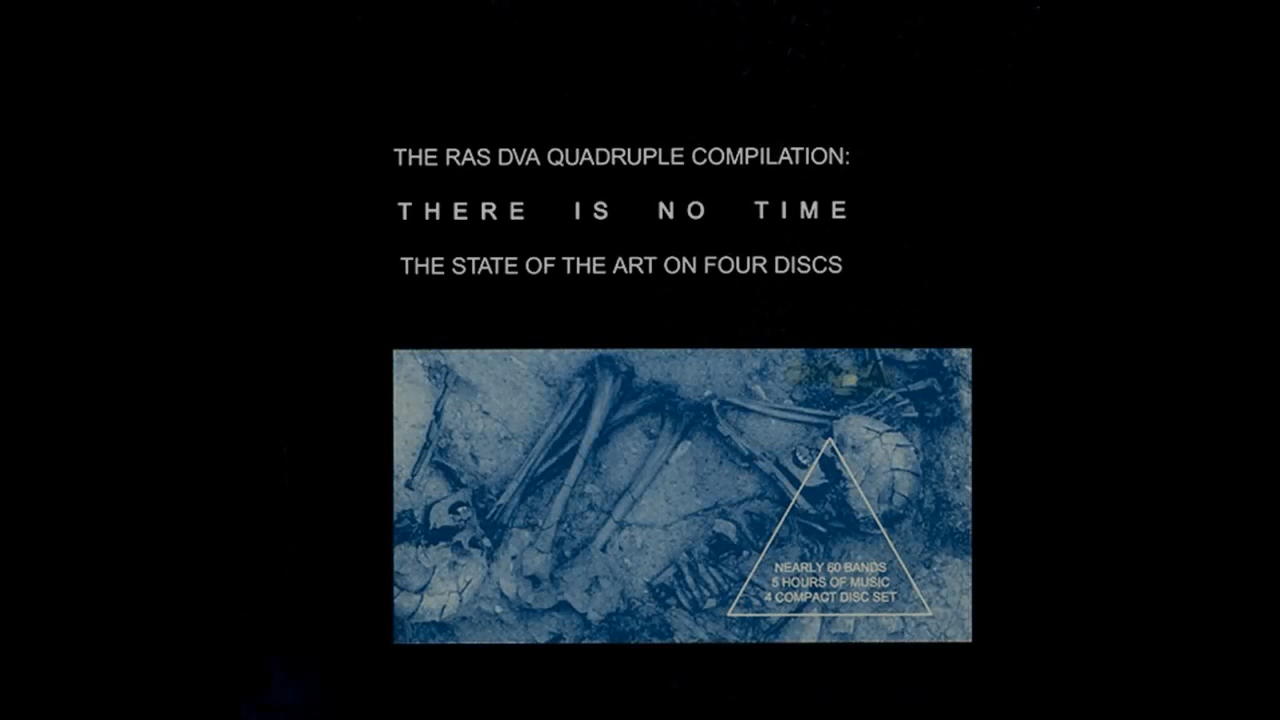 THE RAS DVA QUADRUPLE COMPILATION:
THERE IS NO TIME
THE STATE OF THE ART ON FOUR DISCS
NEARLY 60 BANDS
5 HOURS OF MUSIC
4 COMPACT DISC SET